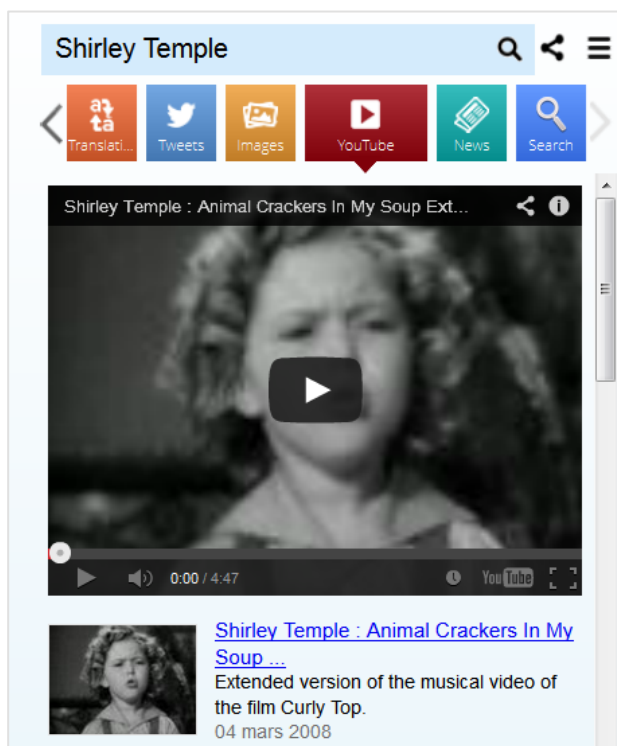 Shirley Temple
Translati... Tweets Images YouTube News Search
Shirley Temple : Animal Crackers In My Soup Ext...
0:00 / 4:47 YouTube
Shirley Temple : Animal Crackers In My
Soup ...
Extended version of the musical video of
the film Curly Top.
04 mars 2008